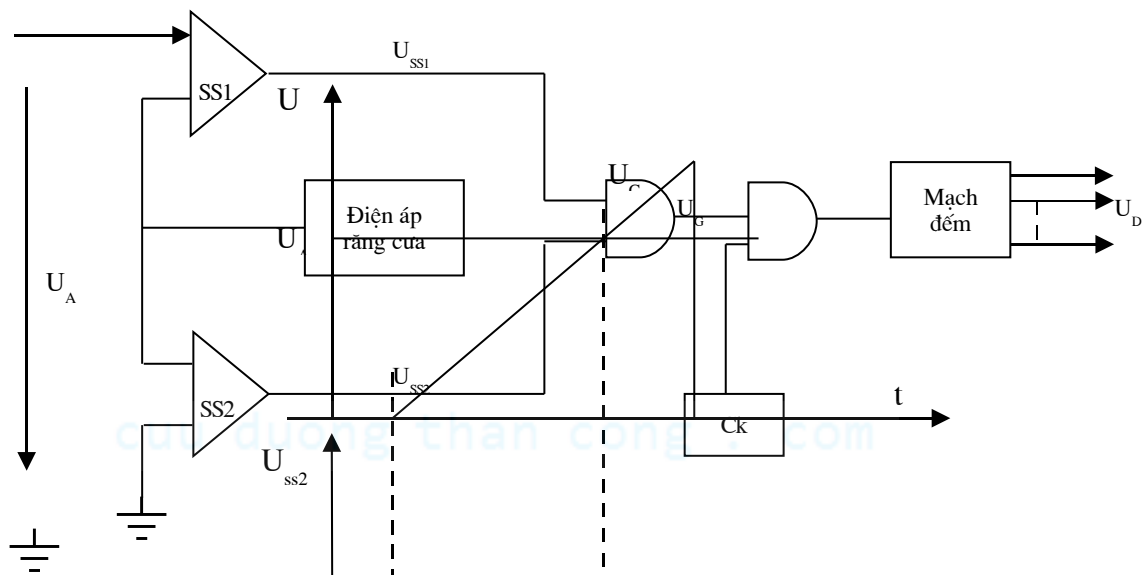 U_SS1
SS1
U
U_C
Điện áp
răng cưa
Mạch
đếm
U_G
U_D
U_A
SS2
Ck
t
U_ss2
cuu duong than cong . com